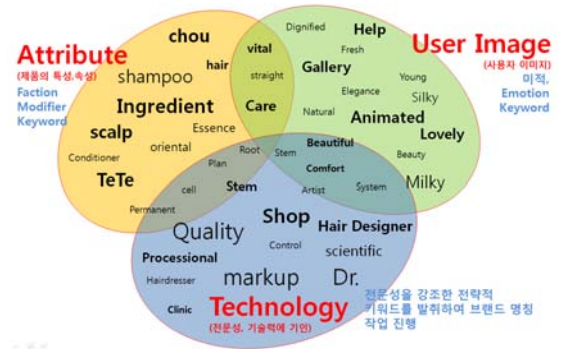 Attribute
(제품의 특성,속성)
Faction
Modifier
Keyword
chou
hair
shampoo
Ingredient
scalp
Essence
oriental
Conditioner
TeTe
Permanent
vital
straight
Care
Plan
Root
cell
Stem
User Image
(사용자 이미지)
미적,
Emotion
Keyword
Dignified
Help
Fresh
Gallery
Young
Elegance
Silky
Natural
Animated
Lovely
Beautiful
Stem
Beauty
Comfort
Milky
Artist
System
Shop
Quality
Hair Designer
Control
Processional
scientific
Hairdresser
markup
Dr.
Clinic
Technology
(전문성, 기술력에 기인)
전문성을 강조한 전략적
키워드를 발취하여 브랜드 명칭
작업 진행